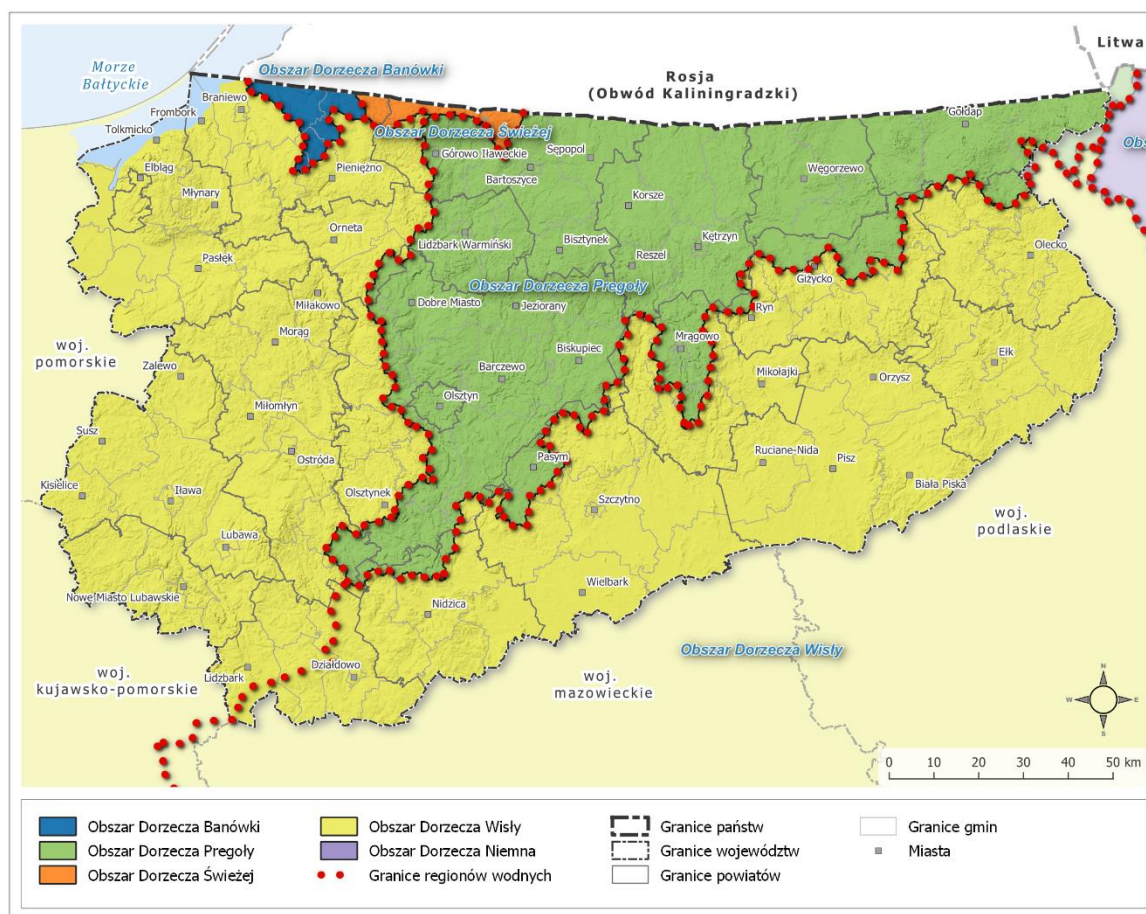 Litwa
Morze
Bałtyckie
Obszar Dorzecza Banówki
Rosja
(Obwód Kaliningradzki)
Braniewo
Frombork
Gołdap
Tolkmicko
Obszar Dorzecza Świeżej
Górowo Iławeckie
Sępopol
Elbląg
Pieniężno
Bartoszyce
Węgorzewo
Młynary
Korsze
Orneta
Lidzbark Warmiński
Bisztynek
Kętrzyn
Olecko
Pasłęk
Reszel
Giżycko
Obszar Dorzecza Pregoły
Miłakowo
Dobre Miasto
Jeziorany
Ryn
Morąg
woj.
pomorskie
Mrągowo
Zalewo
Biskupiec
Ełk
Barczewo
Mikołajki
Orzysz
Miłomłyn
Olsztyn
Susz
Ostróda
Pasym
Ruciane-Nida
Pisz
Kisielice
Iława
Olsztynek
Szczytno
Biała Piska
woj.
podlaskie
Lubawa
Nowe Miasto Lubawskie
Wielbark
Nidzica
Obszar Dorzecza Wisły
woj.
kujawsko-pomorskie
Lidzbark
Działdowo
woj.
mazowieckie
N
W
E
S
0 10 20 30 40 50 km
Obszar Dorzecza Banówki
Obszar Dorzecza Wisły
Granice państw
Granice gmin
Obszar Dorzecza Pregoły
Obszar Dorzecza Niemna
Granice województw
Miasta
Obszar Dorzecza Świeżej
Granice regionów wodnych
Granice powiatów